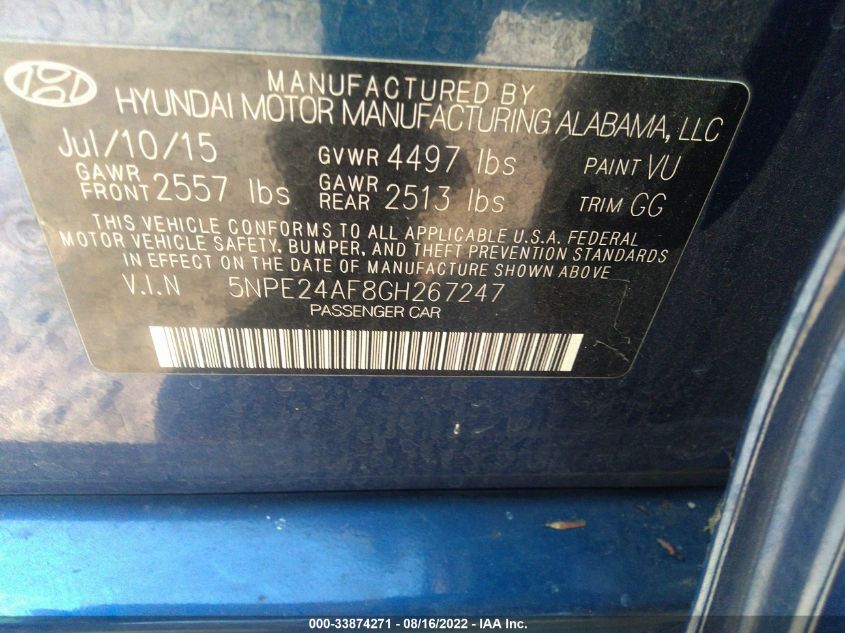 MANUFACTURED BY
HYUNDAI MOTOR MANUFACTURING ALABAMA, LLC
Jul/10/15 GVWR 4497 lbs PAINT VU
GAWR FRONT 2557 lbs GAWR REAR 2513 lbs TRIM GG
THIS VEHICLE CONFORMS TO ALL APPLICABLE U.S.A. FEDERAL
MOTOR VEHICLE SAFETY, BUMPER, AND THEFT PREVENTION STANDARDS
IN EFFECT ON THE DATE OF MANUFACTURE SHOWN ABOVE
V.I.N 5NPE24AF8GH267247
PASSENGER CAR
000-33874271 - 08/16/2022 - IAA Inc.